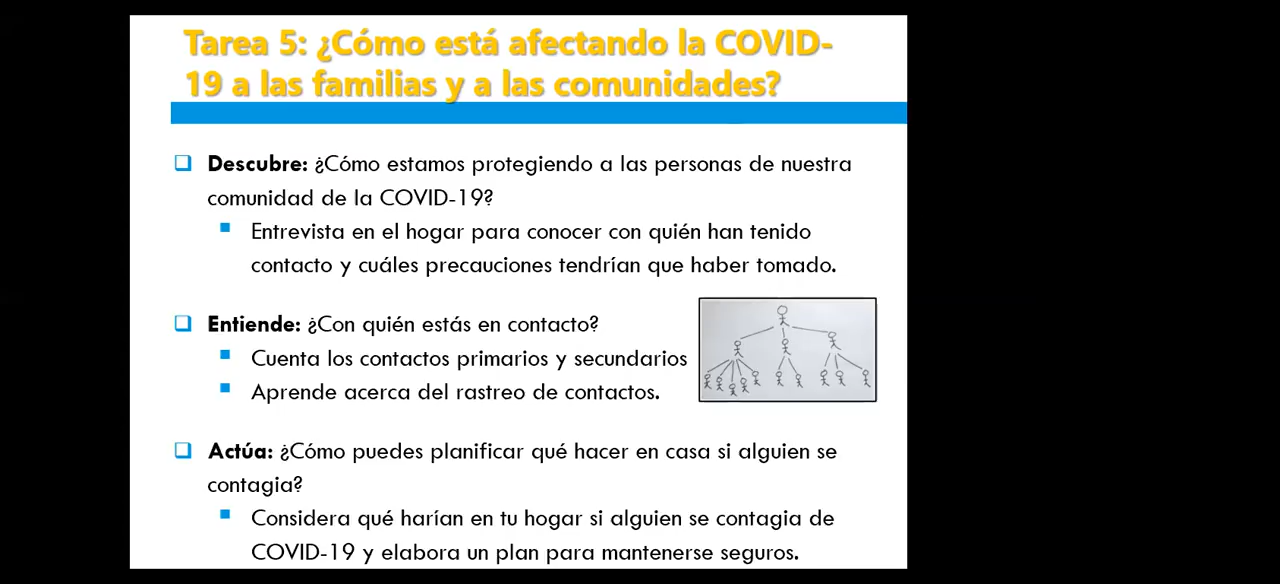 Tarea 5: ¿Cómo está afectando la COVID-
19 a las familias y a las comunidades?
Descubre: ¿Cómo estamos protegiendo a las personas de nuestra
comunidad de la COVID-19?
Entrevista en el hogar para conocer con quién han tenido
contacto y cuáles precauciones tendrían que haber tomado.
Entiende: ¿Con quién estás en contacto?
Cuenta los contactos primarios y secundarios
Aprende acerca del rastreo de contactos.
Actúa: ¿Cómo puedes planificar qué hacer en casa si alguien se
contagia?
Considera qué harían en tu hogar si alguien se contagia de
COVID-19 y elabora un plan para mantenerse seguros.